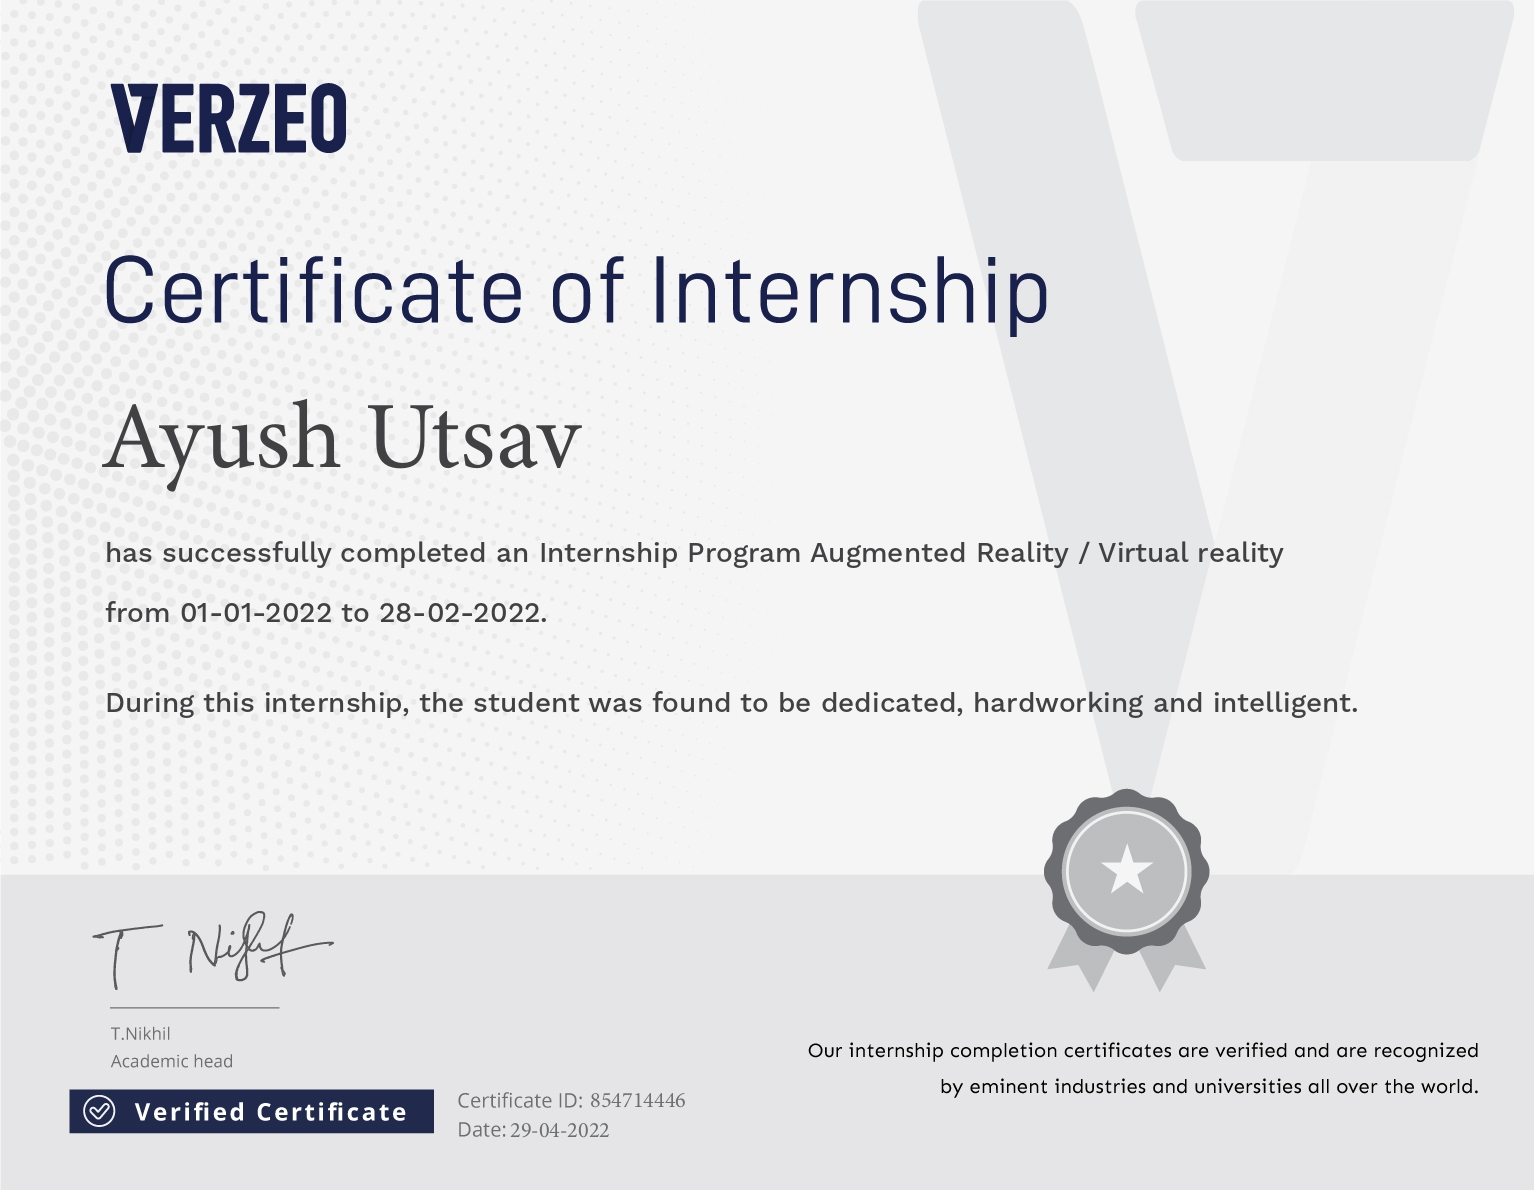 VERZEO
Certificate of Internship
Ayush Utsav
has successfully completed an Internship Program Augmented Reality / Virtual reality
from 01-01-2022 to 28-02-2022.
During this internship, the student was found to be dedicated, hardworking and intelligent.
T Nikhil
T.Nikhil
Academic head
Verified Certificate
Certificate ID: 854714446
Date: 29-04-2022
Our internship completion certificates are verified and are recognized
by eminent industries and universities all over the world.